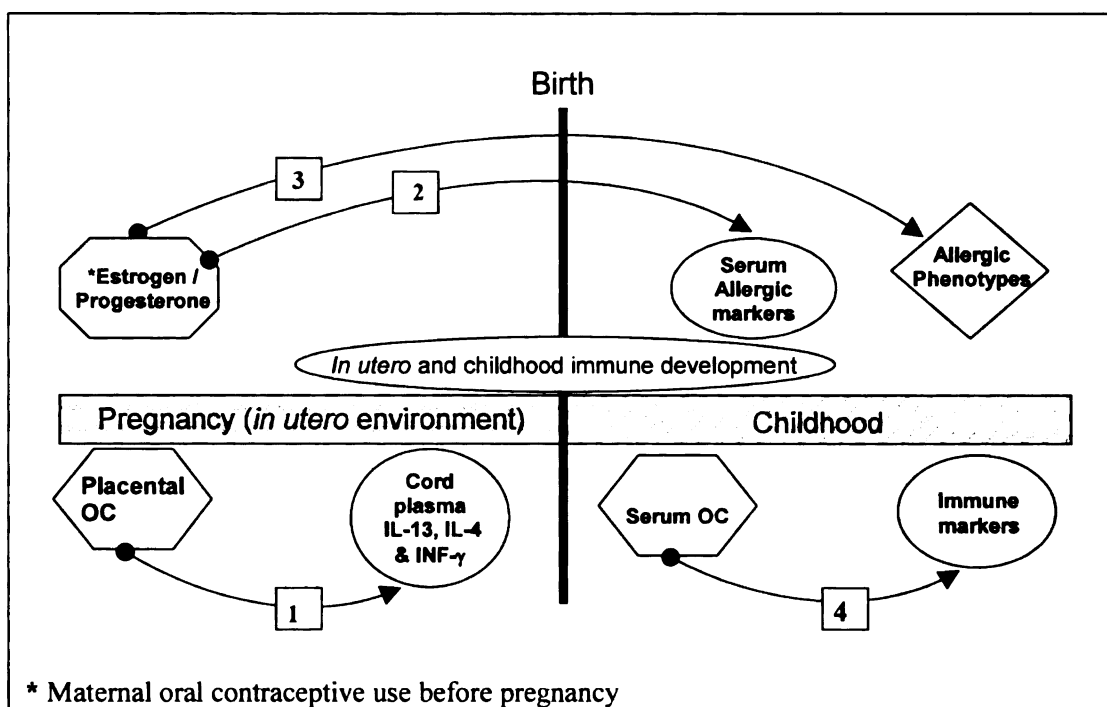 Birth
3
2
*Estrogen /
Progesterone
Serum
Allergic
markers
Allergic
Phenotypes
In utero and childhood immune development
Pregnancy (in utero environment)
Childhood
Placental
OC
Cord
plasma
IL-13, IL-4
& INF-γ
Serum OC
Immune
markers
1
4
* Maternal oral contraceptive use before pregnancy